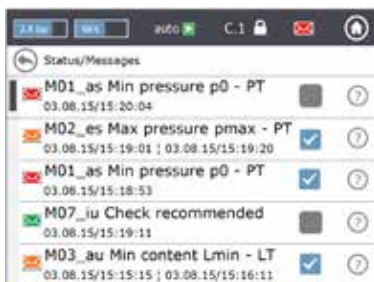 auto C.1
Status/Messages
M01_as Min pressure p0 - PT
03.08.15/15:20:04
M02_es Max pressure pmax - PT
03.08.15/15:19:01 ¦ 03.08.15/15:19:20
M01_as Min pressure p0 - PT
03.08.15/15:18:53
M07_iu Check recommended
03.08.15/15:19:11
M03_au Min content Lmin - LT
03.08.15/15:15:15 ¦ 03.08.15/15:16:11